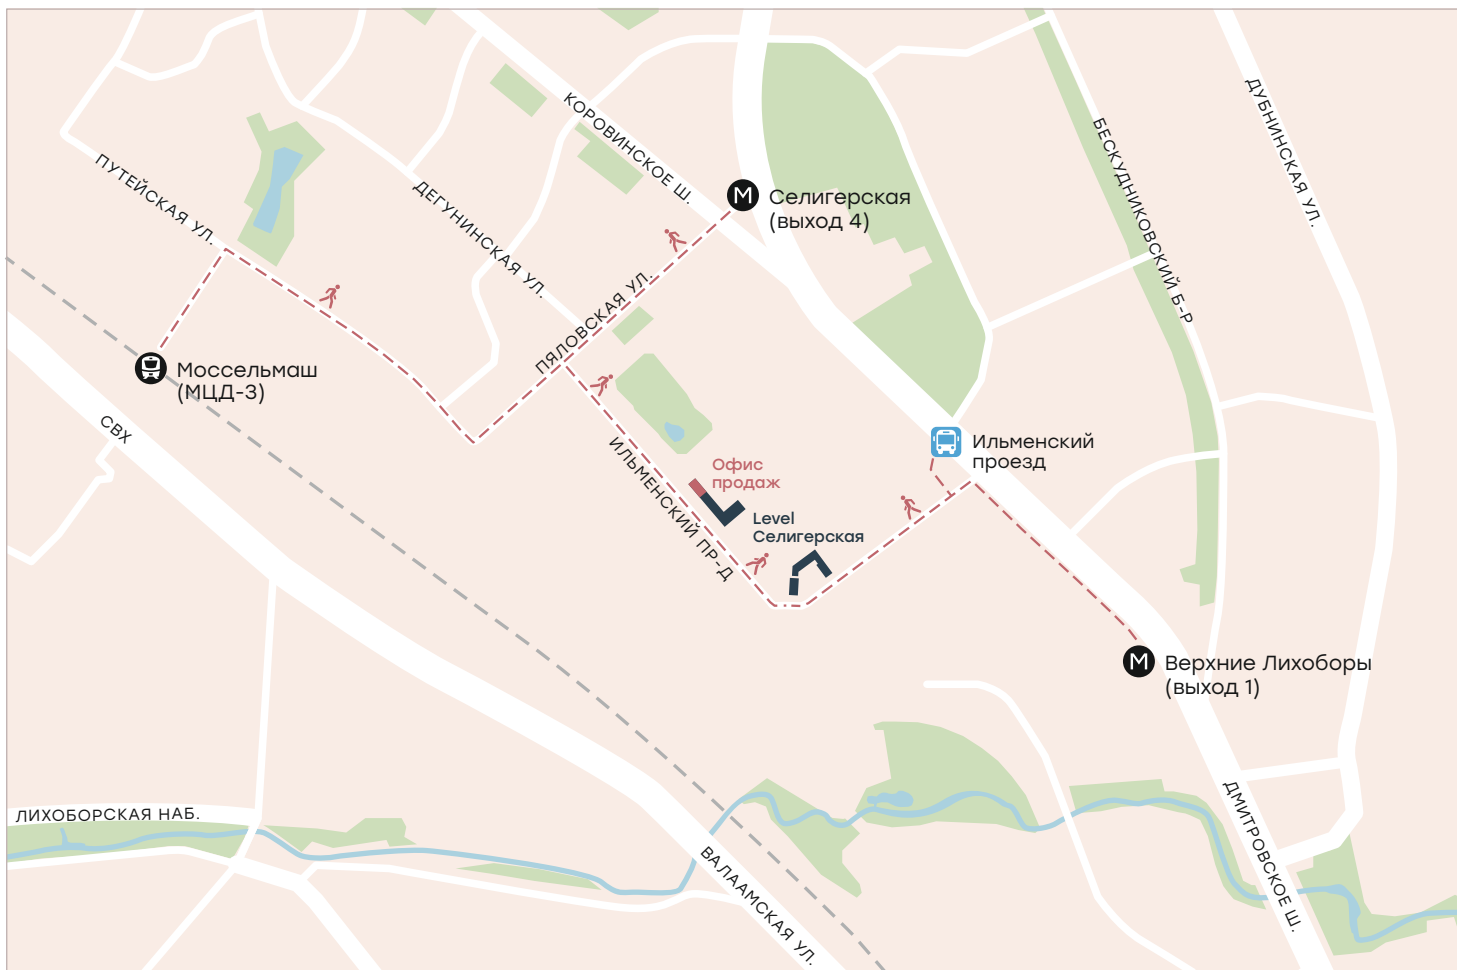 ДУБНИНСКАЯ УЛ.
КОРОВИНСКОЕ Ш.
БЕСКУДНИКОВСКИЙ Б-Р
ПУТЕЙСКАЯ УЛ.
ДЕГУНИНСКАЯ УЛ.
М
Селигерская
(выход 4)
ПЯЛОВСКАЯ УЛ.
Моссельмаш
(МЦД-3)
СВХ
ИЛЬМЕНСКИЙ ПР-Д
Офис
продаж
Level
Селигерская
Ильменский
проезд
М
Верхние Лихоборы
(выход 1)
ЛИХОБОРСКАЯ НАБ.
ВАЛААМСКАЯ УЛ.
ДМИТРОВСКОЕ Ш.